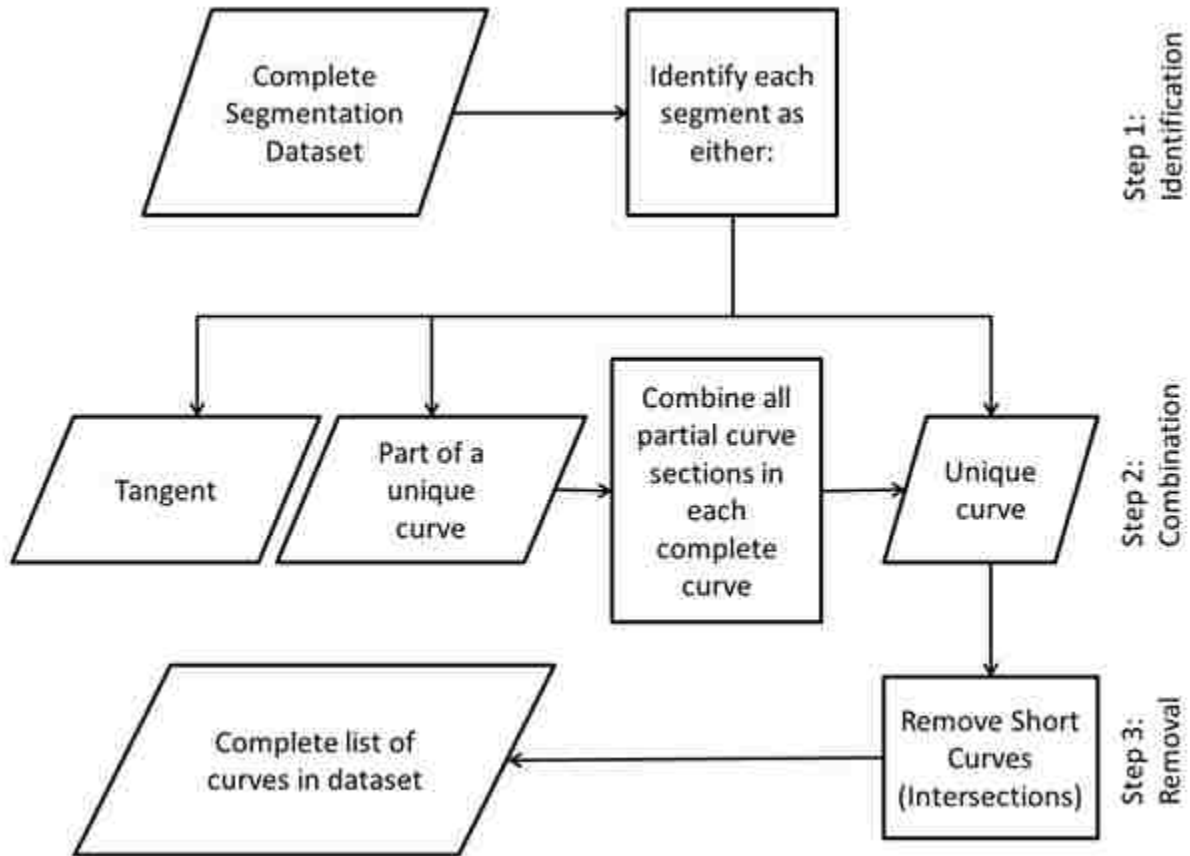 Complete
Segmentation
Dataset
Identify each
segment as
either:
Step 1:
Identification
Tangent
Part of a
unique
curve
Combine all
partial curve
sections in
each
complete
curve
Unique
curve
Step 2:
Combination
Complete list of
curves in dataset
Remove Short
Curves
(Intersections)
Step 3:
Removal